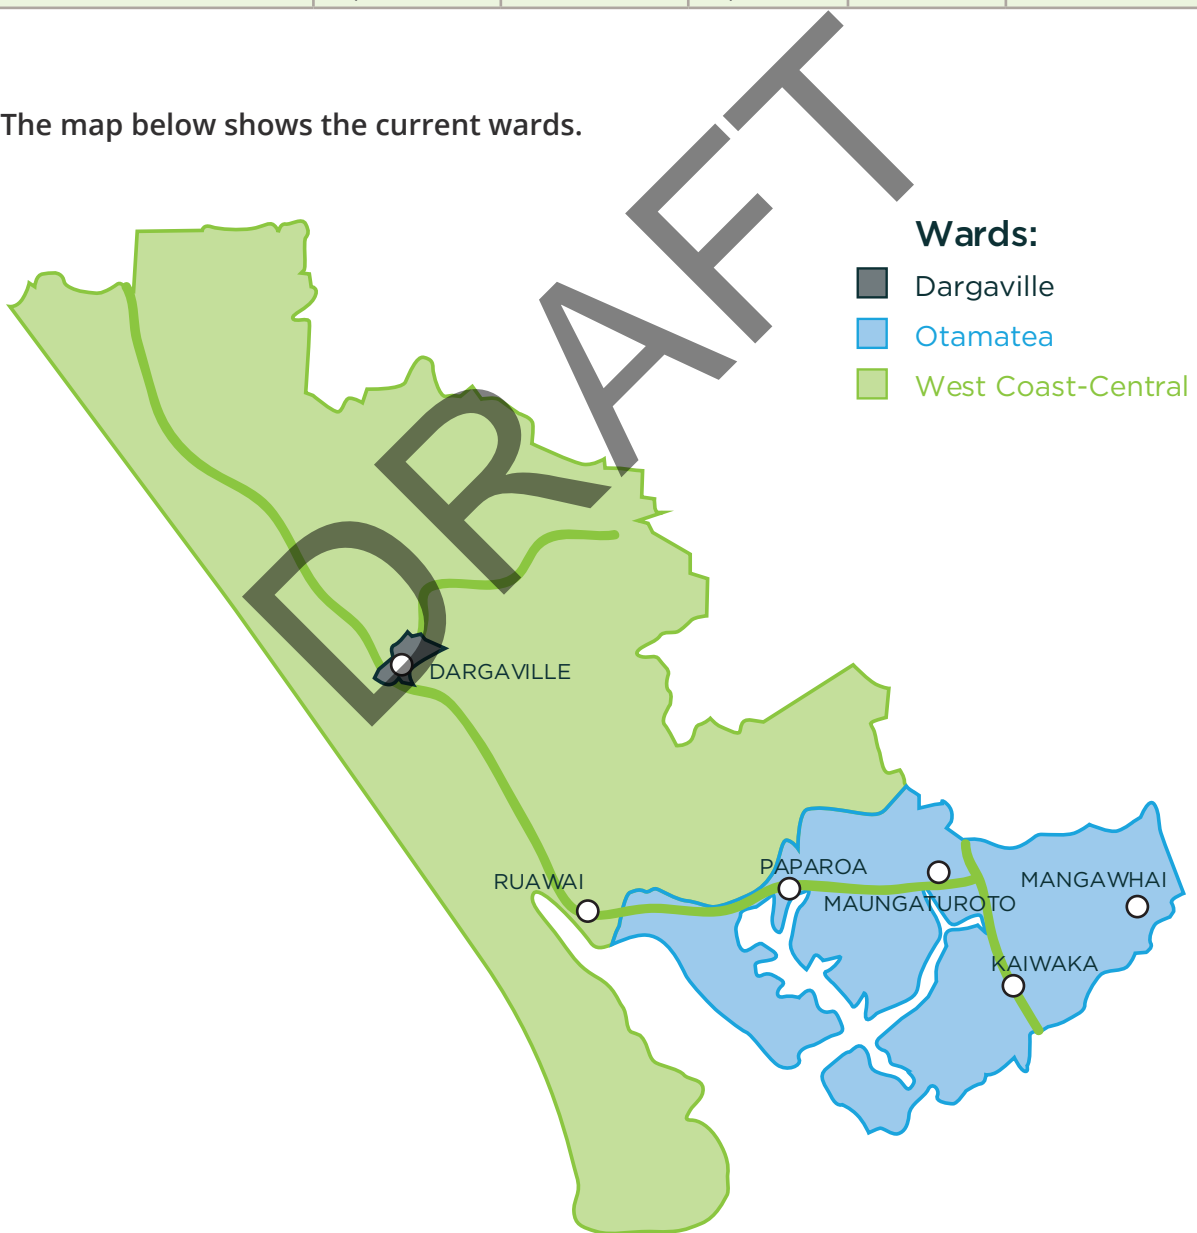 The map below shows the current wards.
DRAFT
Wards:
Dargaville
Otamatea
West Coast-Central
DARGAVILLE
RUAWAI
PAPAROA
MAUNGATUROTO
MANGAWHAI
KAIWAKA